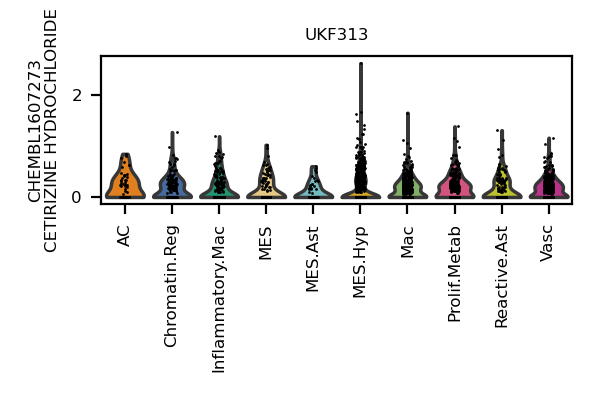 UKF313
CHEMBL1607273
CETIRIZINE HYDROCHLORIDE
2
0
AC
Chromatin.Reg
Inflammatory.Mac
MES
MES.Ast
MES.Hyp
Mac
Prolif.Metab
Reactive.Ast
Vasc